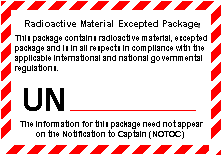 Radioactive Material Excepted Package
This package contains radioactive material, excepted
package and is in all respects in compliance with the
applicable international and national governmental
regulations.
UN
The information for this package need not appear
on the Notification to Captain (NOTOC)